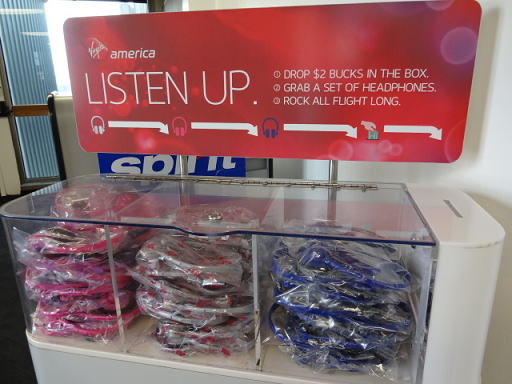 Virgin america
LISTEN UP.
① DROP $2 BUCKS IN THE BOX.
② GRAB A SET OF HEADPHONES.
③ ROCK ALL FLIGHT LONG.
spirit